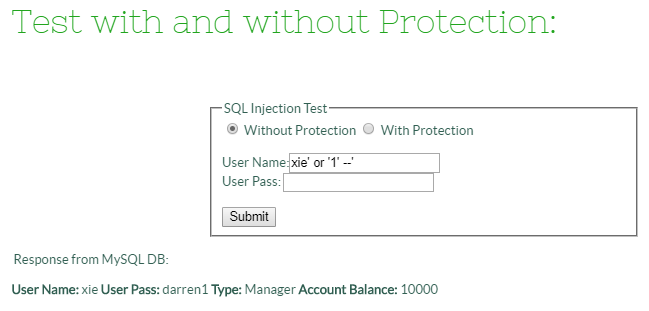 Test with and without Protection:
SQL Injection Test
Without Protection With Protection
User Name: xie' or '1' --'
User Pass:
Submit
Response from MySQL DB:
User Name: xie User Pass: darren1 Type: Manager Account Balance: 10000